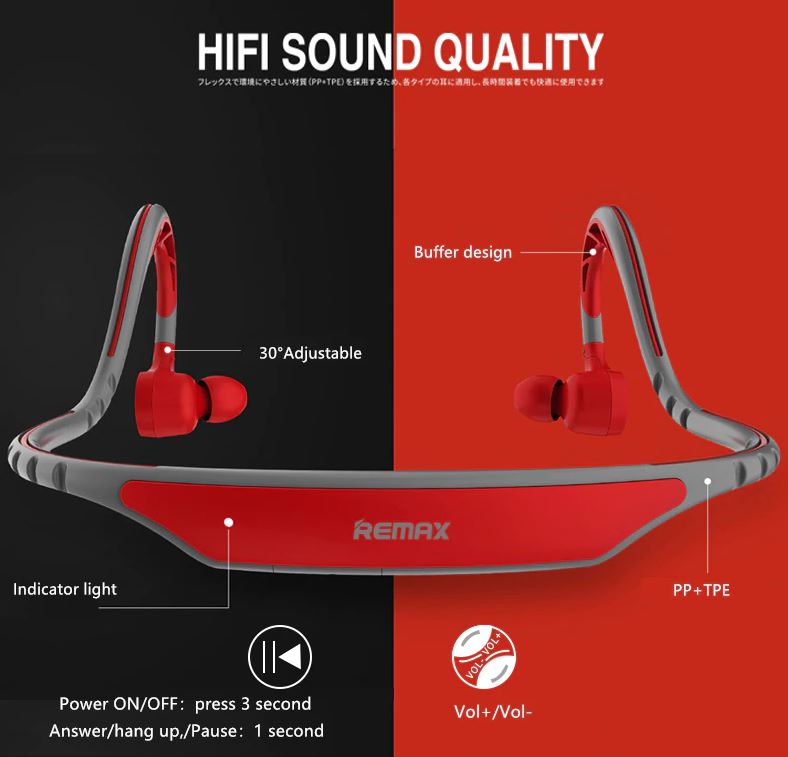 HIFI SOUND QUALITY
フレックスで環境にやさしい材質(PP+TPE)を採用するため、各タイプの耳に適用し、長時間装着でも快適に使用できます
Buffer design
30°Adjustable
REMAX
Indicator light
PP+TPE
VOL- VOL+
Power ON/OFF：press 3 second
Answer/hang up,/Pause：1 second
Vol+/Vol-